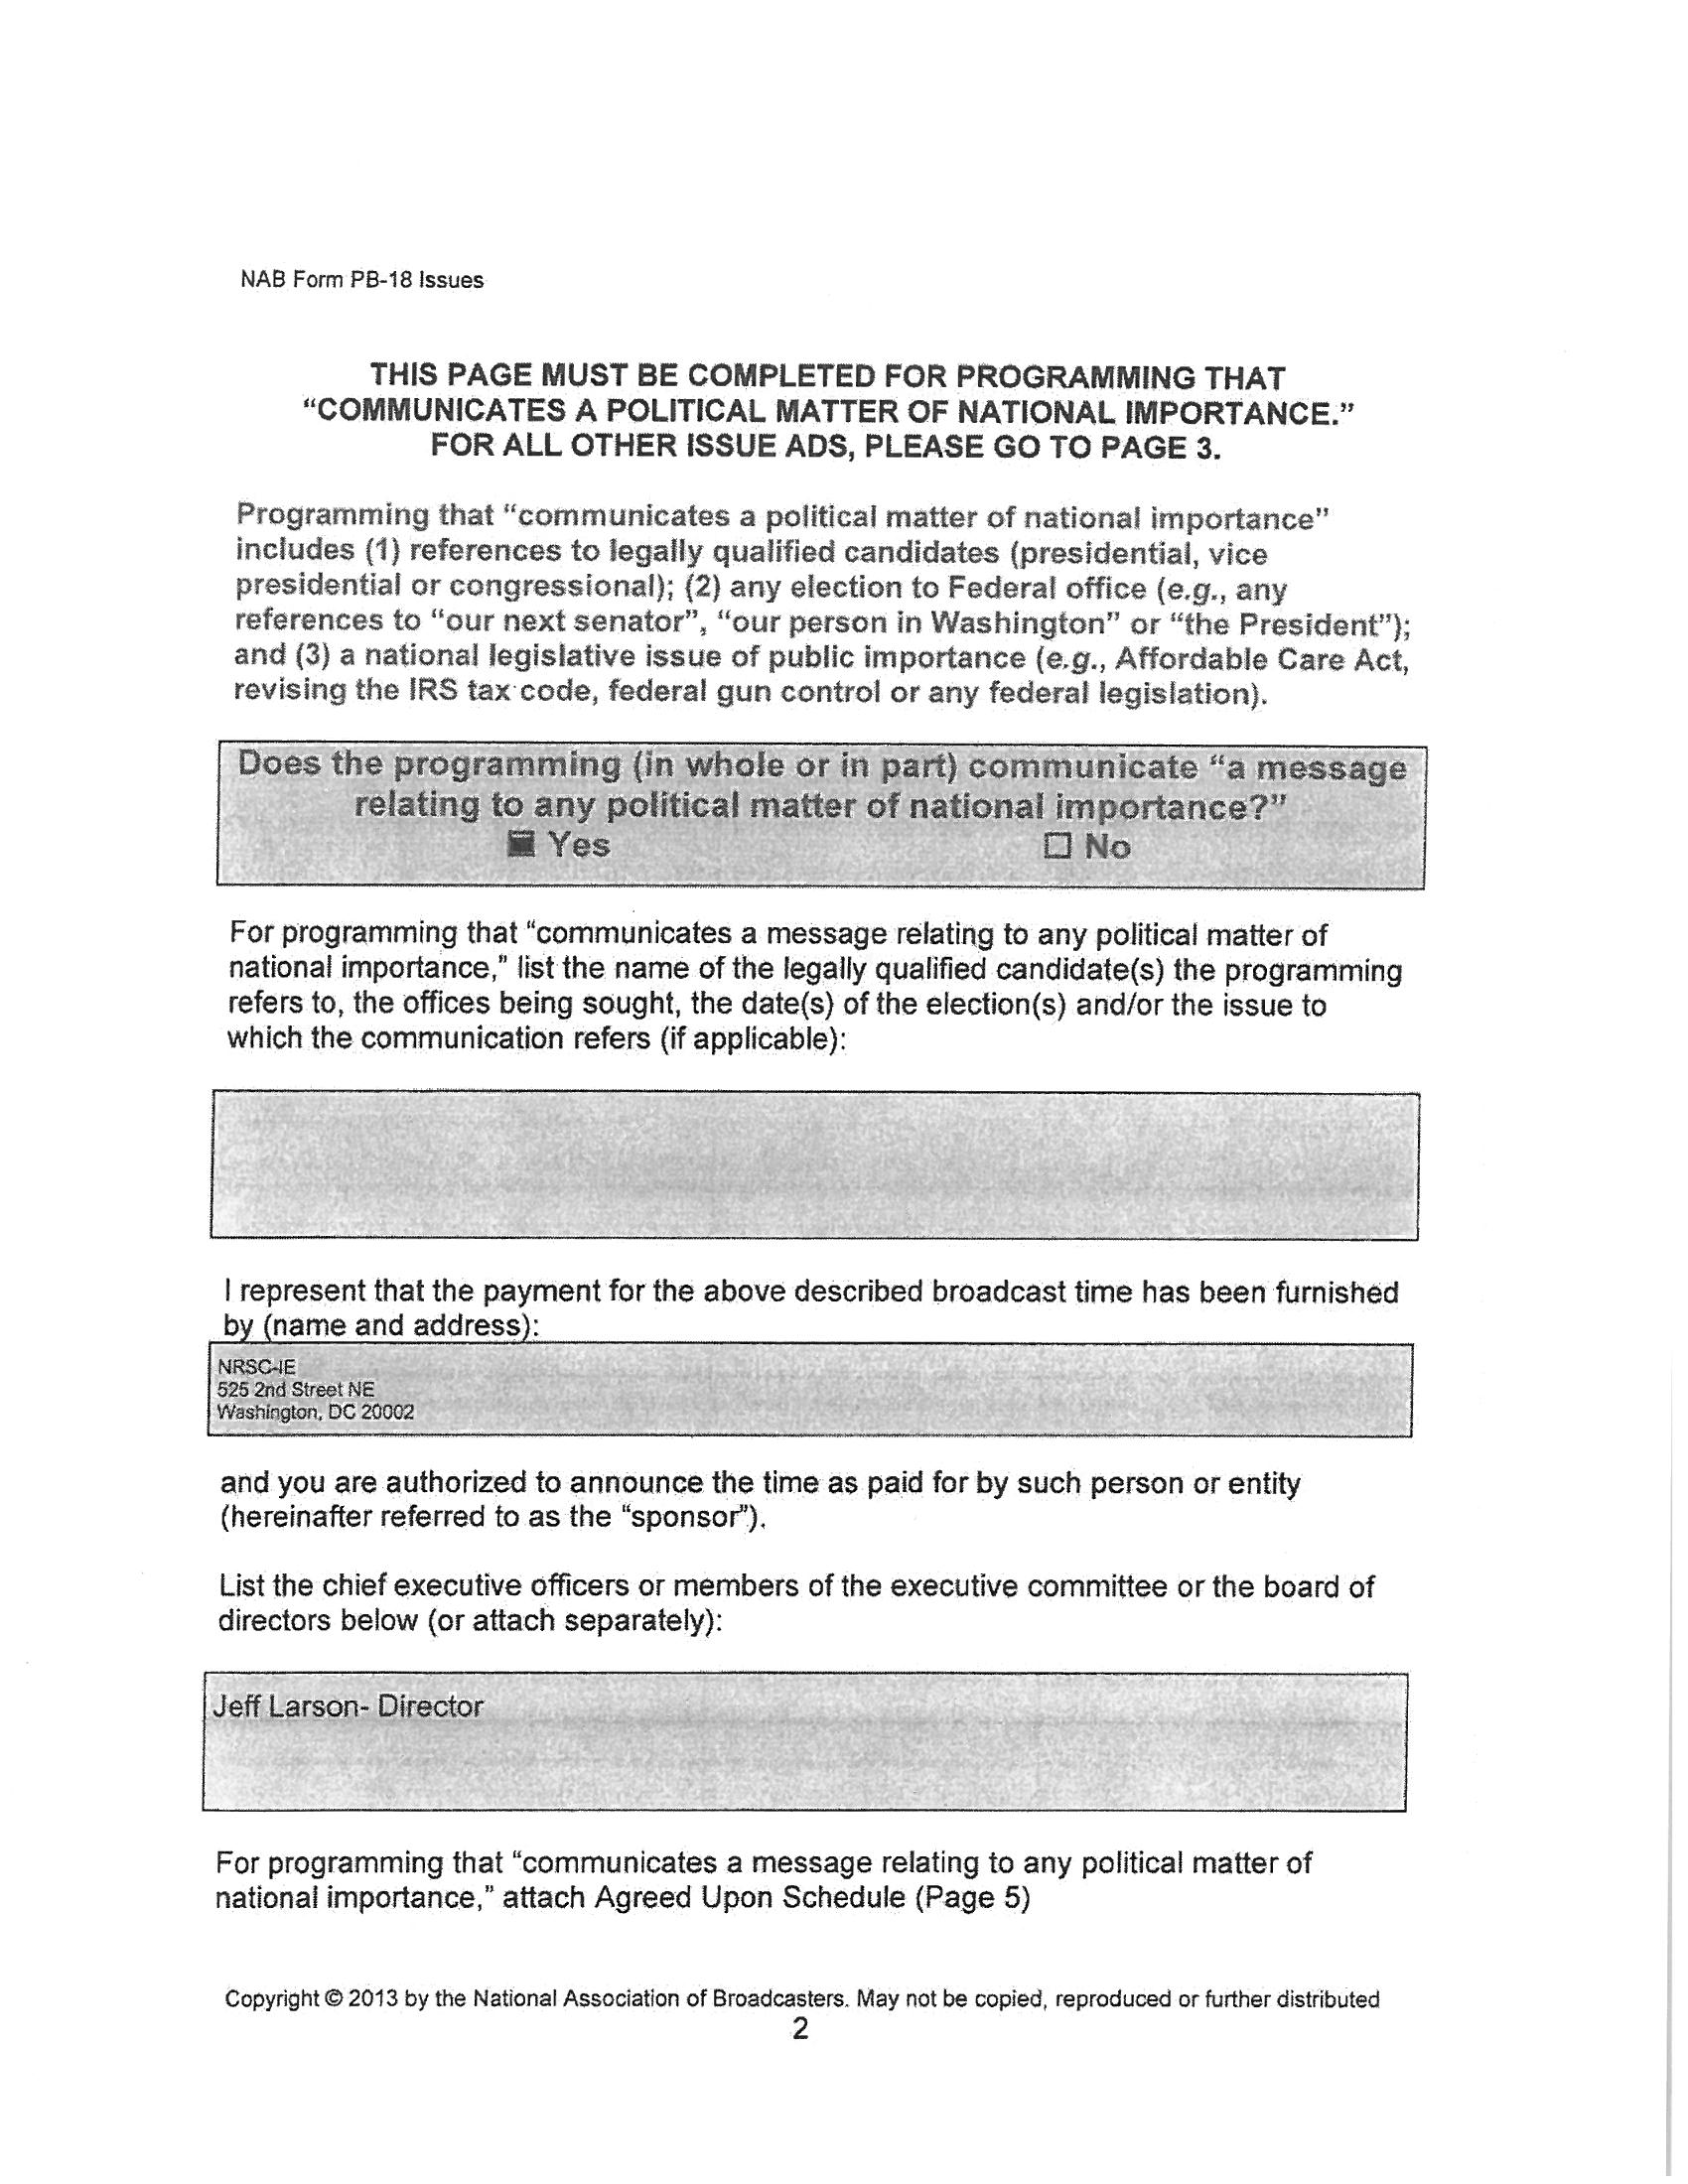 NAB Form PB-18 Issues
THIS PAGE MUST BE COMPLETED FOR PROGRAMMING THAT
“COMMUNICATES A POLITICAL MATTER OF NATIONAL IMPORTANCE.”
FOR ALL OTHER ISSUE ADS, PLEASE GO TO PAGE 3.
Programming that “communicates a political matter of national importance”
includes (1) references to legally qualified candidates (presidential, vice
presidential or congressional); (2) any election to Federal office (e.g., any
references to “our next senator”, “our person in Washington” or “the President”);
and (3) a national legislative issue of public importance (e.g., Affordable Care Act,
revising the IRS tax code, federal gun control or any federal legislation).
Does the programming (in whole or in part) communicate “a message
relating to any political matter of national importance?”
■ Yes ☐ No
For programming that “communicates a message relating to any political matter of
national importance,” list the name of the legally qualified candidate(s) the programming
refers to, the offices being sought, the date(s) of the election(s) and/or the issue to
which the communication refers (if applicable):
I represent that the payment for the above described broadcast time has been furnished
by (name and address):
NRSC-IE
525 2nd Street NE
Washington, DC 20002
and you are authorized to announce the time as paid for by such person or entity
(hereinafter referred to as the “sponsor”).
List the chief executive officers or members of the executive committee or the board of
directors below (or attach separately):
Jeff Larson- Director
For programming that “communicates a message relating to any political matter of
national importance,” attach Agreed Upon Schedule (Page 5)
Copyright © 2013 by the National Association of Broadcasters. May not be copied, reproduced or further distributed
2